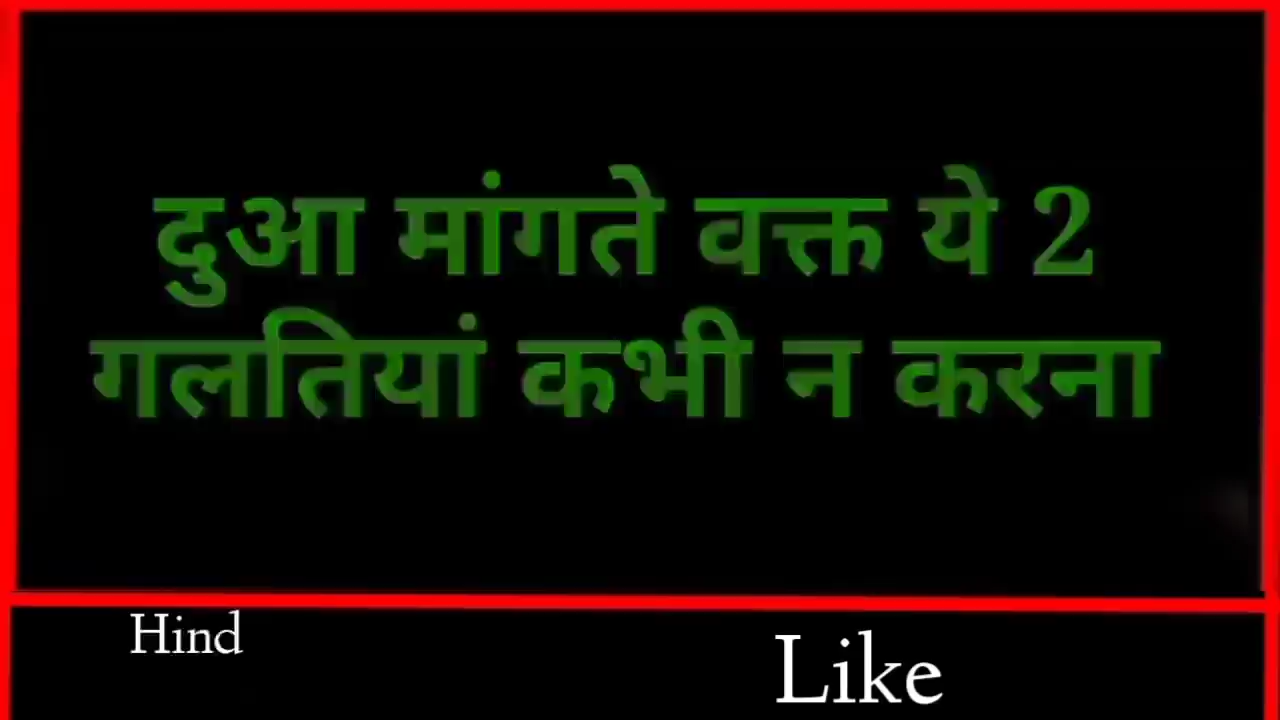 दुआ मांगते वक्त ये 2
गलतियां कभी न करना
Hind
Like